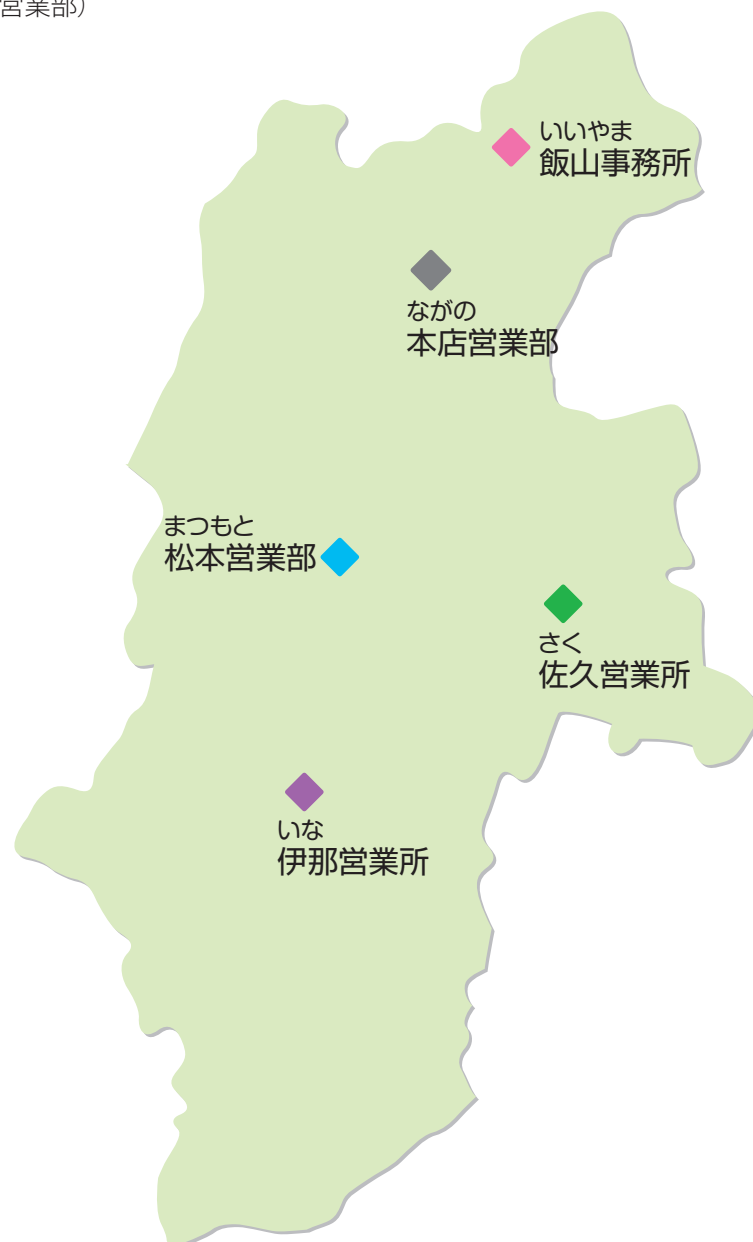 営業部）
いいやま
飯山事務所
ながの
本店営業部
まつもと
松本営業部
さく
佐久営業所
いな
伊那営業所